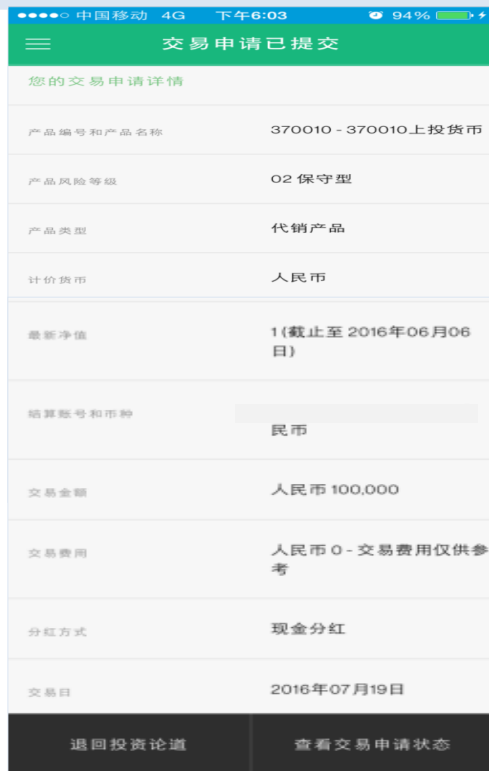 中国移动 4G 下午6:03 94%
交易申请已提交
您的交易申请详情
产品编号和产品名称 370010 - 370010上投货币
产品风险等级 02 保守型
产品类型 代销产品
计价货币 人民币
最新净值 1 (截止至 2016年06月06
日)
结算账号和币种
民币
交易金额 人民币 100,000
交易费用 人民币 0 - 交易费用仅供参
考
分红方式 现金分红
交易日 2016年07月19日
退回投资论道 查看交易申请状态